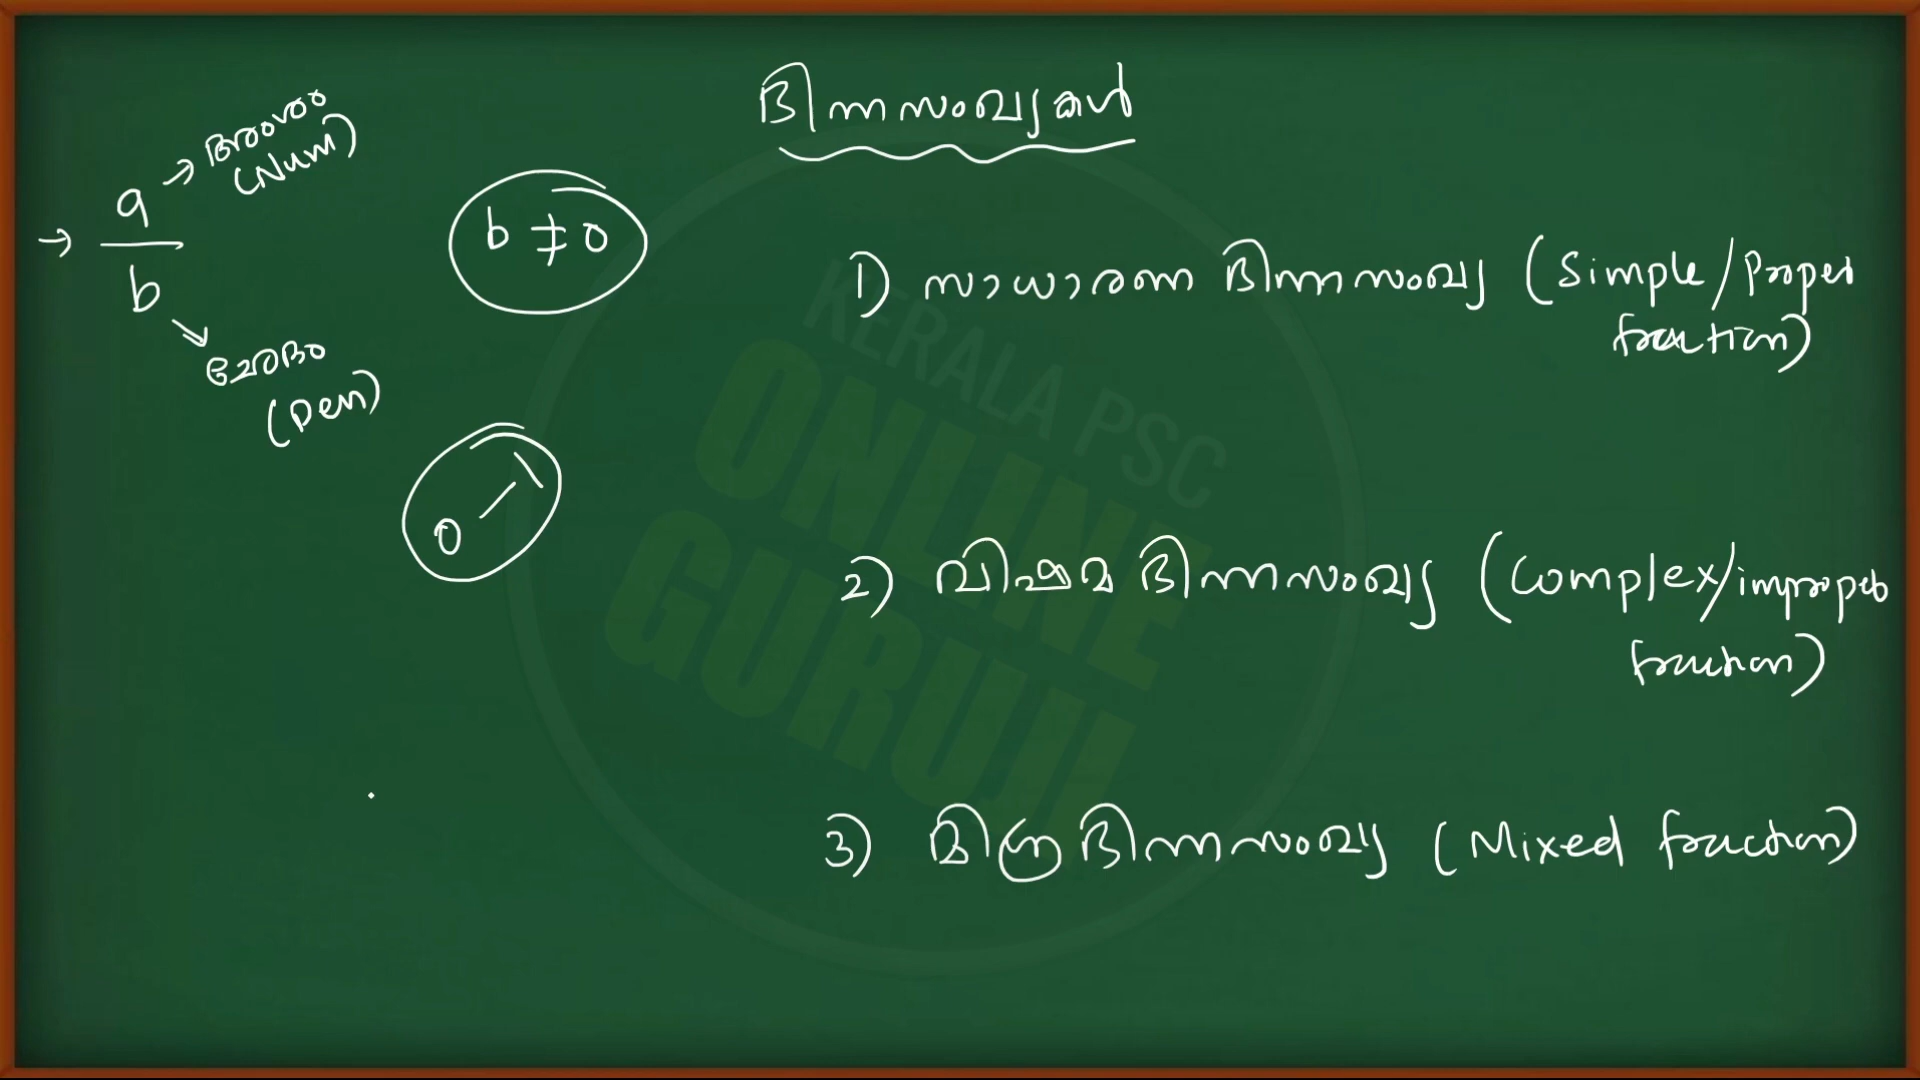 ഭിന്നസംഖ്യകൾ
→ a/b
→ അംശം
(Num)
ഛേദം
(Den)
b ≠ 0
0 – 1
1) സാധാരണ ഭിന്നസംഖ്യ (Simple/Proper
fraction)
2) വിഷമ ഭിന്നസംഖ്യ (Complex/improper
fraction)
3) മിശ്രഭിന്നസംഖ്യ (Mixed fraction)
KERALA PSC
ONLINE
GURUJI